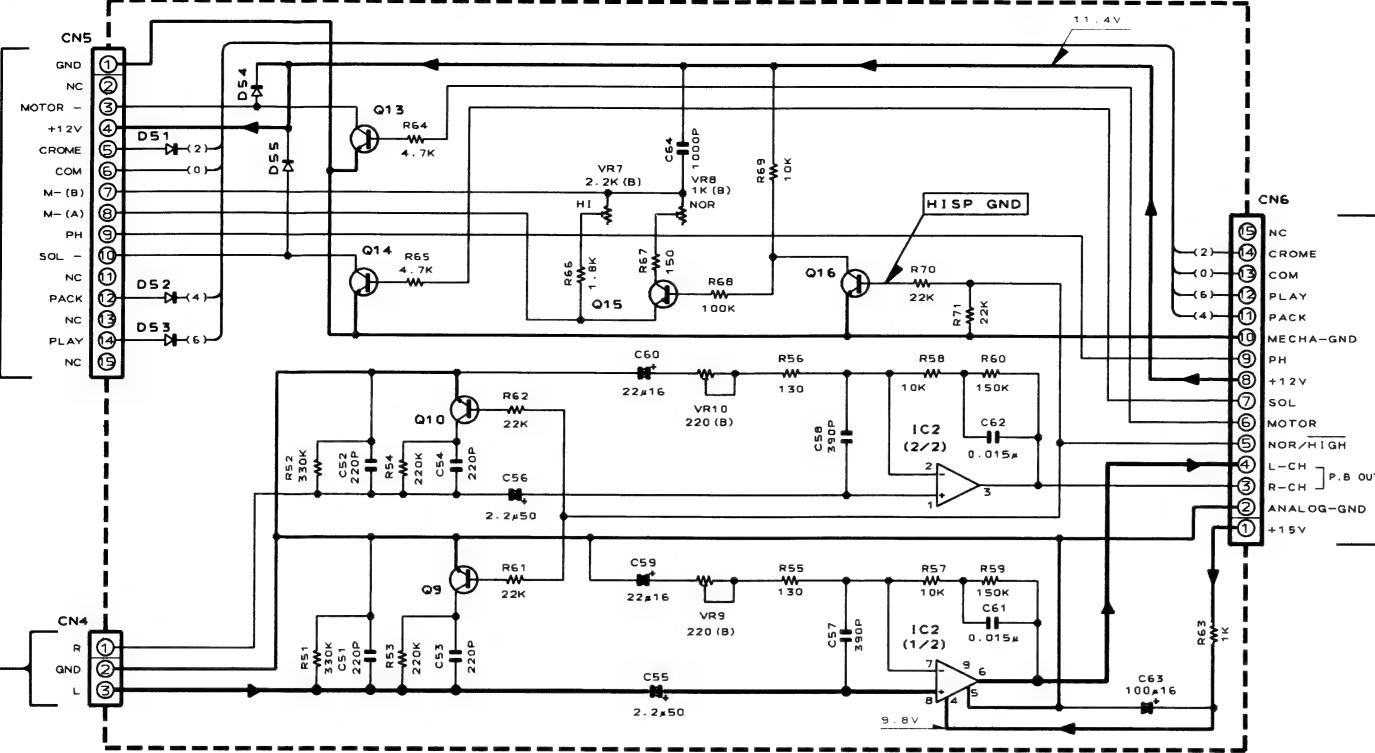 11.4V
CN5
GND 1
NC 2
MOTOR - 3
+12V 4
CROME 5
COM 6
M-(B) 7
M-(A) 8
PH 9
SOL - 10
NC 11
PACK 12
NC 13
PLAY 14
NC 15
D54
D51
(2)
(0)
D55
D52
(4)
D53
(6)
Q13
R64
4.7K
Q14
R65
4.7K
VR7
2.2K(B)
HI
C64
1000P
VR8
1K(B)
NOR
R69
10K
R66
1.8K
R67
150
Q15
R68
100K
HISP GND
Q16
R70
22K
R71
22K
CN6
15 NC
(2) 14 CROME
(0) 13 COM
(6) 12 PLAY
(4) 11 PACK
10 MECHA-GND
9 PH
8 +12V
7 SOL
6 MOTOR
5 NOR/HIGH
4 L-CH
3 R-CH
P.B OUT
2 ANALOG-GND
1 +15V
C60
22µ16
VR10
220(B)
R56
130
R58
10K
R60
150K
C62
0.015µ
C58
390P
IC2
(2/2)
2
-
+
1
3
Q10
R62
22K
R52
330K
C52
220P
R54
220K
C54
220P
C56
+
2.2µ50
C59
22µ16
VR9
220(B)
R55
130
R57
10K
R59
150K
C61
0.015µ
C57
390P
IC2
(1/2)
7
9
6
-
+
5
8
4
Q9
R61
22K
R51
330K
C51
220P
R53
220K
C53
220P
C55
+
2.2µ50
R63
1K
C63
100µ16
+
9.8V
CN4
R 1
GND 2
L 3